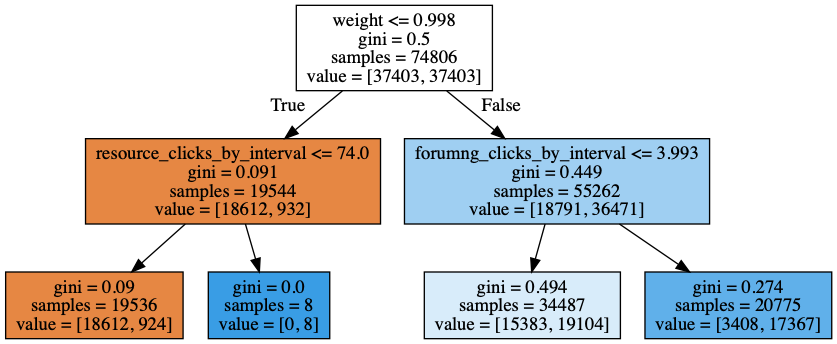 weight <= 0.998
gini = 0.5
samples = 74806
value = [37403, 37403]
True
False
resource_clicks_by_interval <= 74.0
gini = 0.091
samples = 19544
value = [18612, 932]
forumng_clicks_by_interval <= 3.993
gini = 0.449
samples = 55262
value = [18791, 36471]
gini = 0.09
samples = 19536
value = [18612, 924]
gini = 0.0
samples = 8
value = [0, 8]
gini = 0.494
samples = 34487
value = [15383, 19104]
gini = 0.274
samples = 20775
value = [3408, 17367]